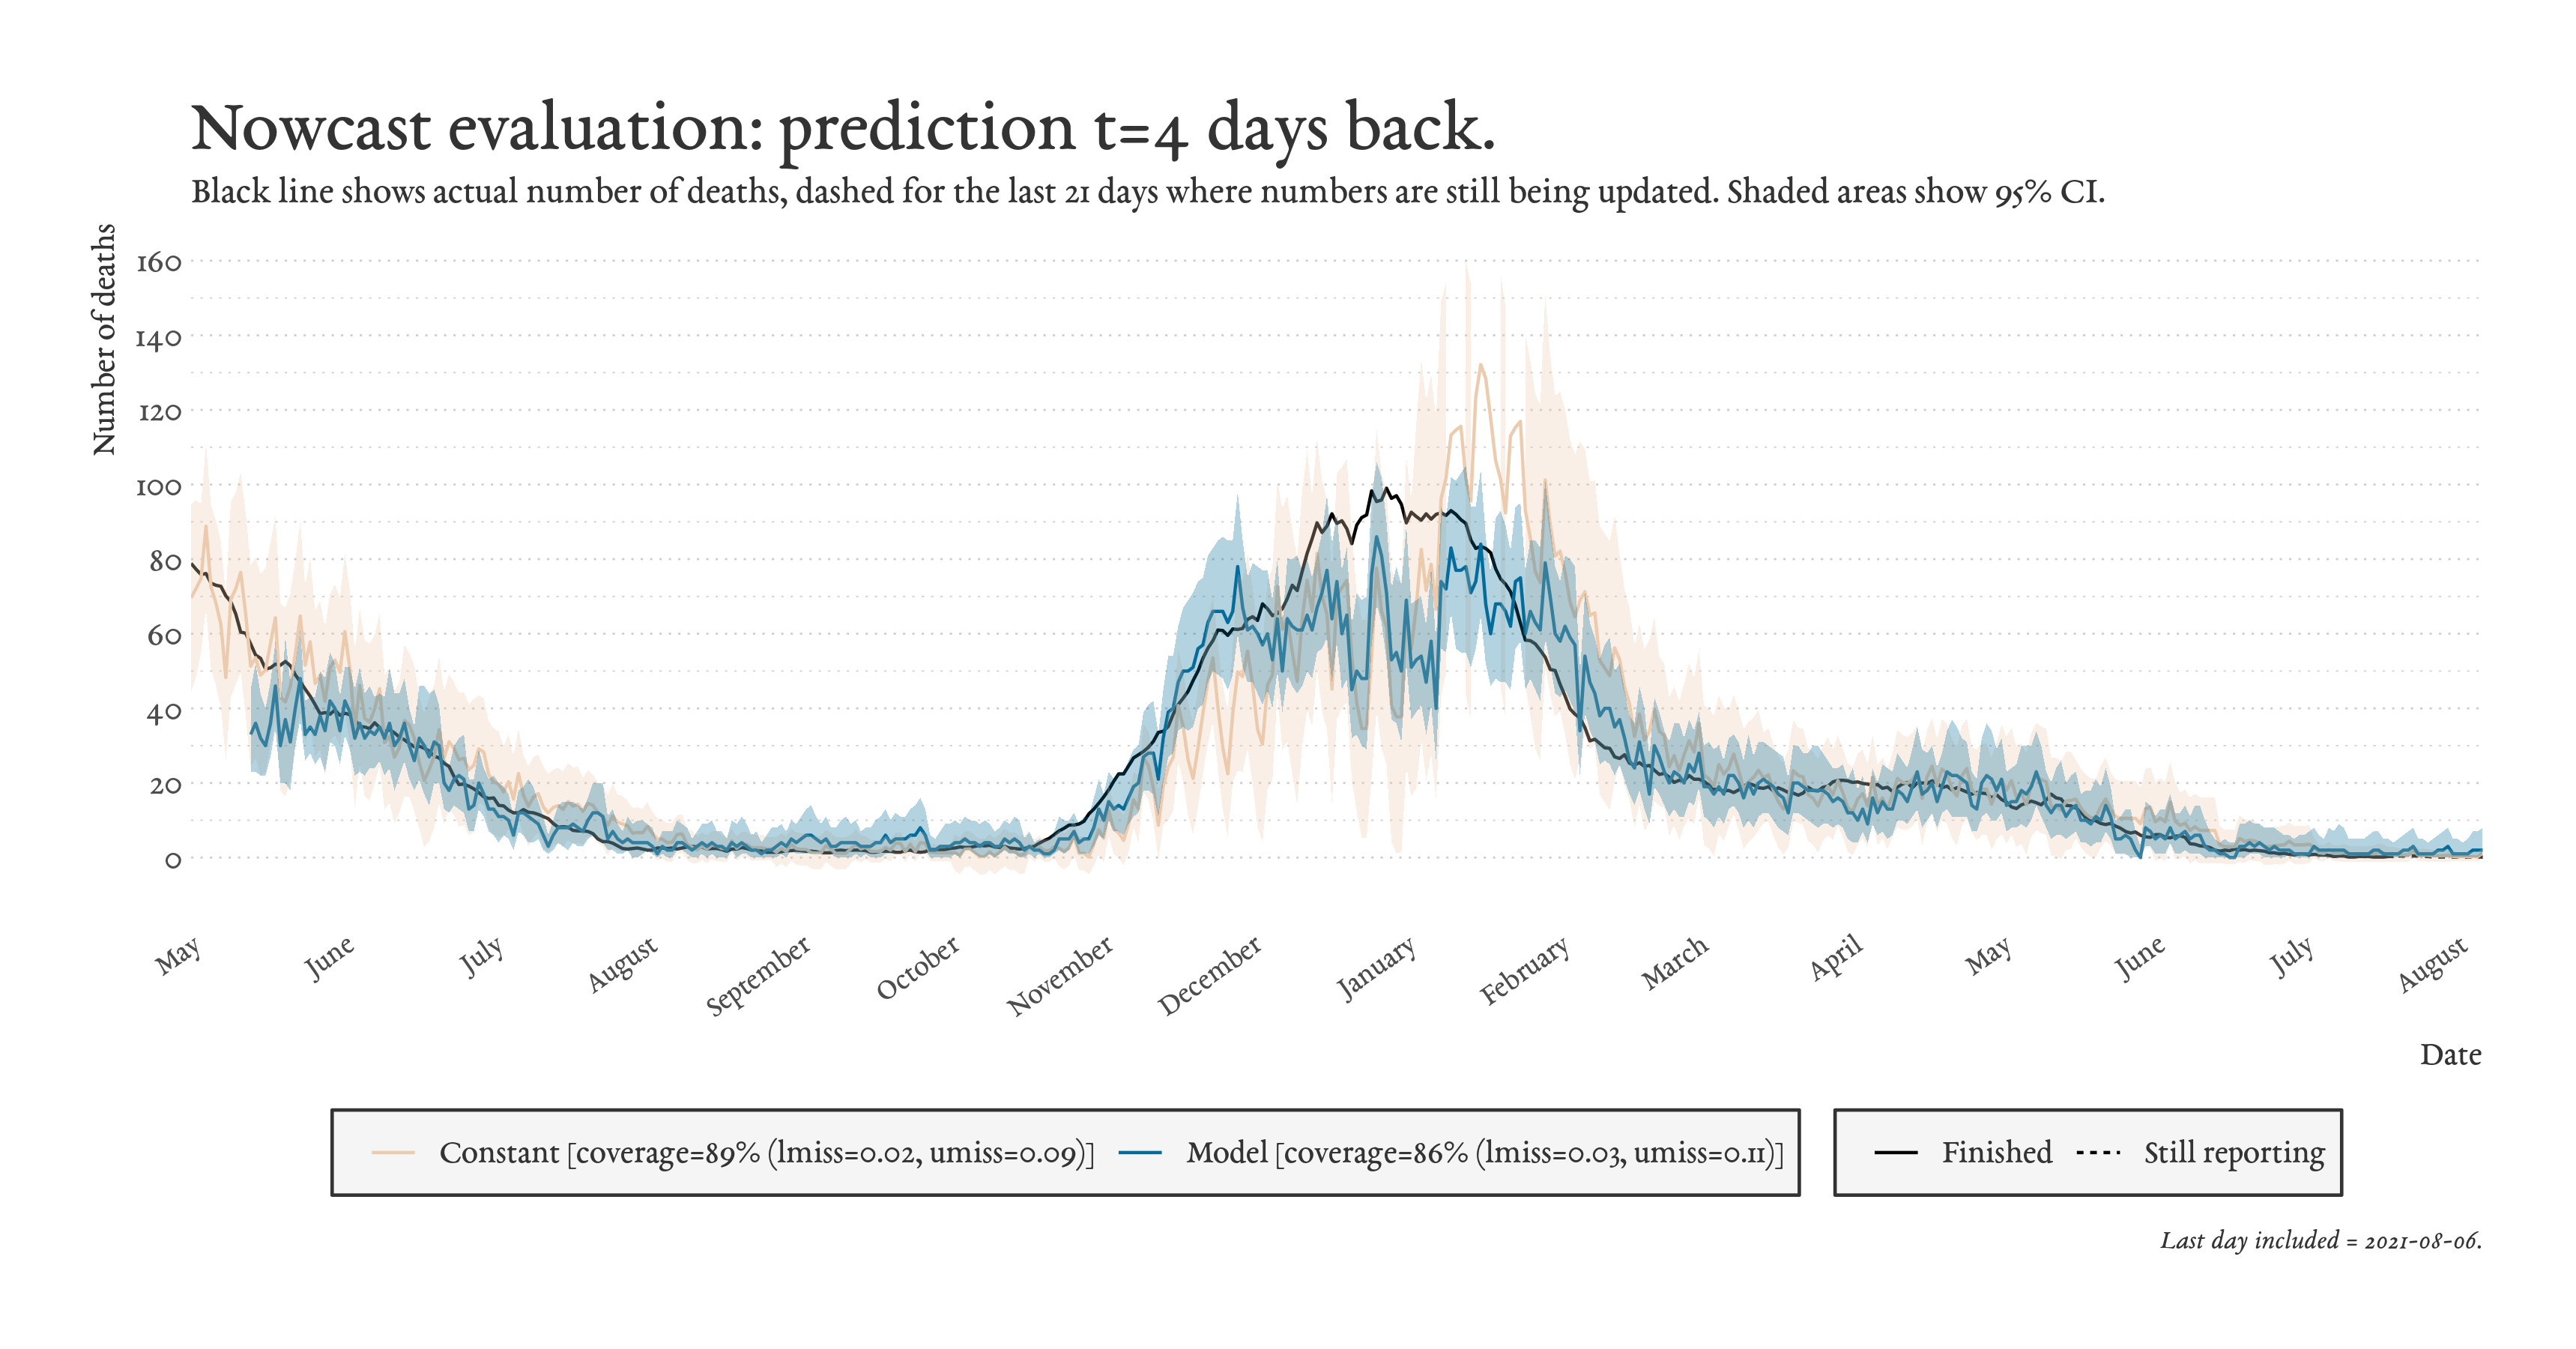 Nowcast evaluation: prediction t=4 days back.
Black line shows actual number of deaths, dashed for the last 21 days where numbers are still being updated. Shaded areas show 95% CI.
Number of deaths
160
140
120
100
80
60
40
20
0
May
June
July
August
September
October
November
December
January
February
March
April
May
June
July
August
Date
Constant [coverage=89% (lmiss=0.02, umiss=0.09)]
Model [coverage=86% (lmiss=0.03, umiss=0.11)]
Finished
Still reporting
Last day included = 2021-08-06.